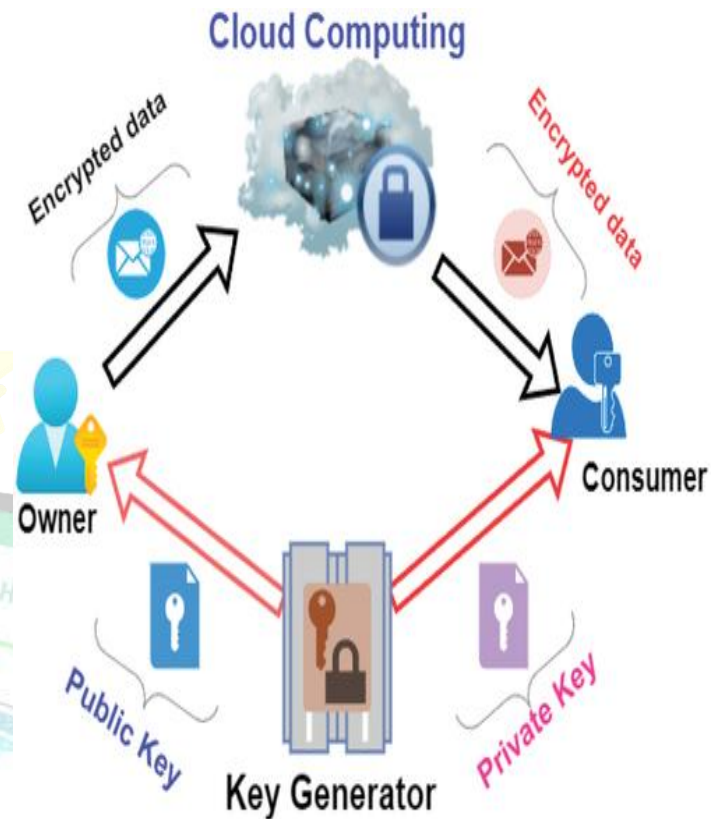 Cloud Computing
Encrypted data
Encrypted data
Owner
Consumer
Public Key
Private Key
Key Generator